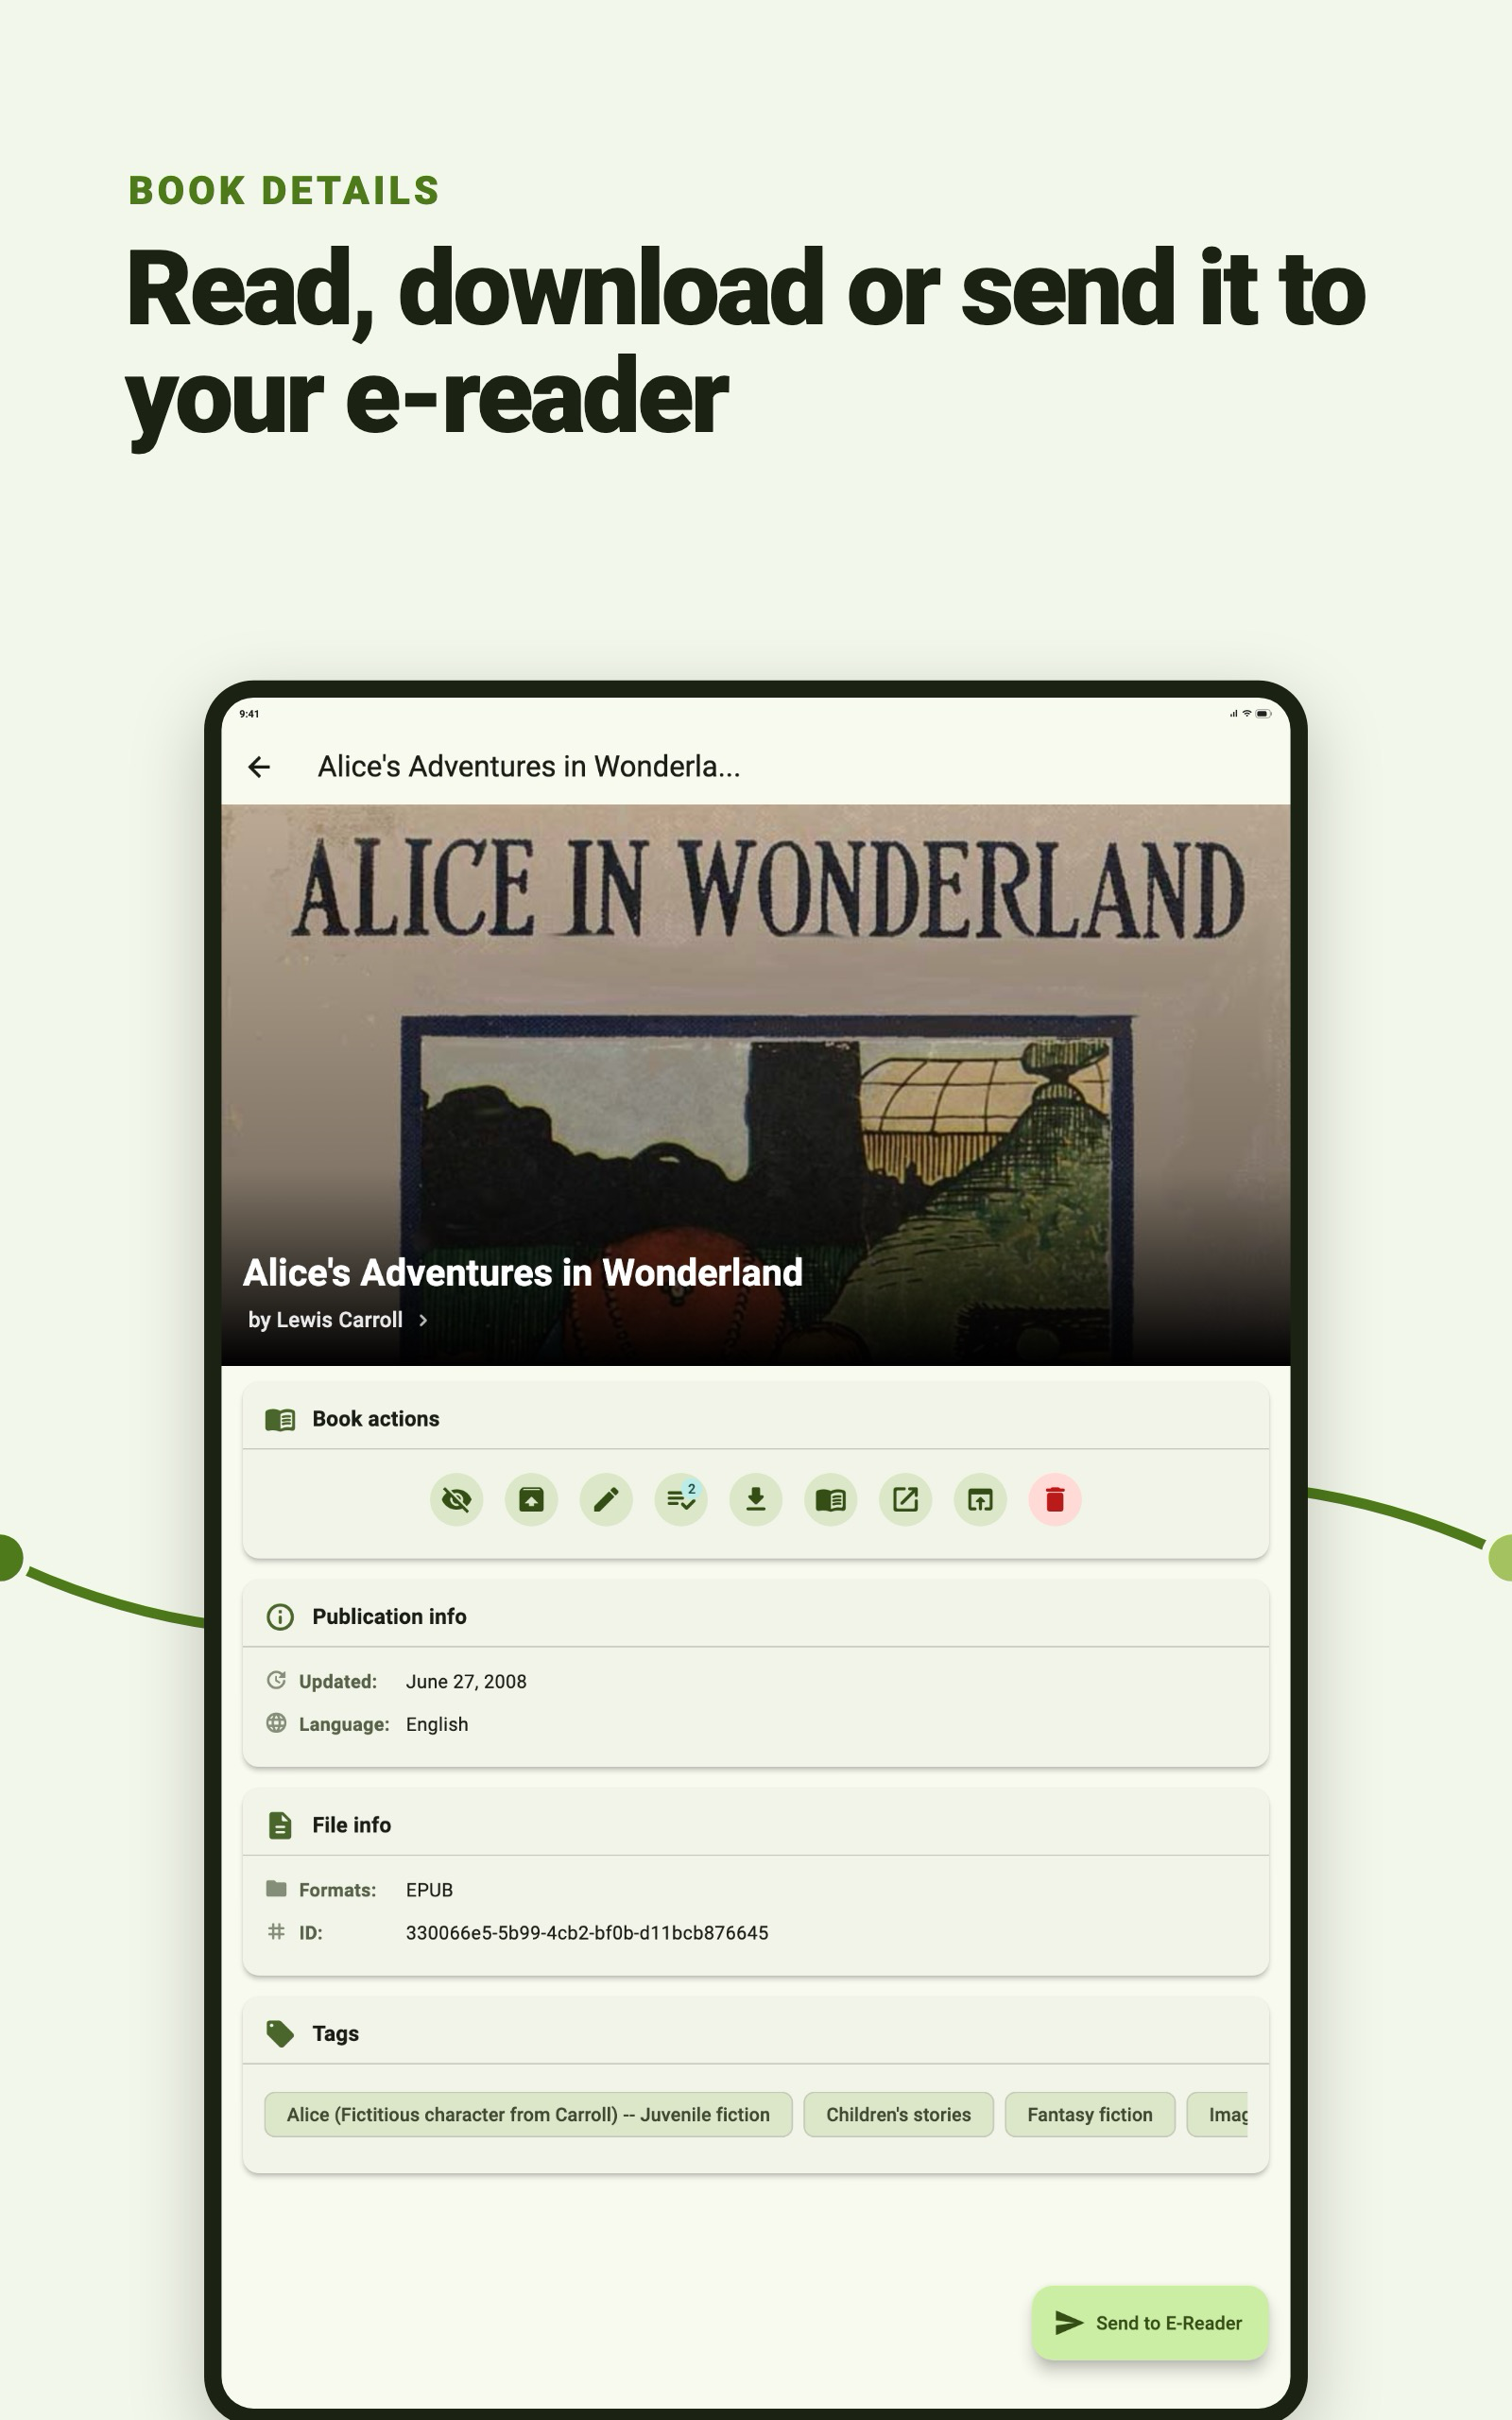 BOOK DETAILS
Read, download or send it to
your e-reader
9:41
Alice's Adventures in Wonderla...
ALICE IN WONDERLAND
Alice's Adventures in Wonderland
by Lewis Carroll
Book actions
2
Publication info
Updated: June 27, 2008
Language: English
File info
Formats: EPUB
ID: 330066e5-5b99-4cb2-bf0b-d11bcb876645
Tags
Alice (Fictitious character from Carroll) -- Juvenile fiction Children's stories Fantasy fiction Imag
Send to E-Reader